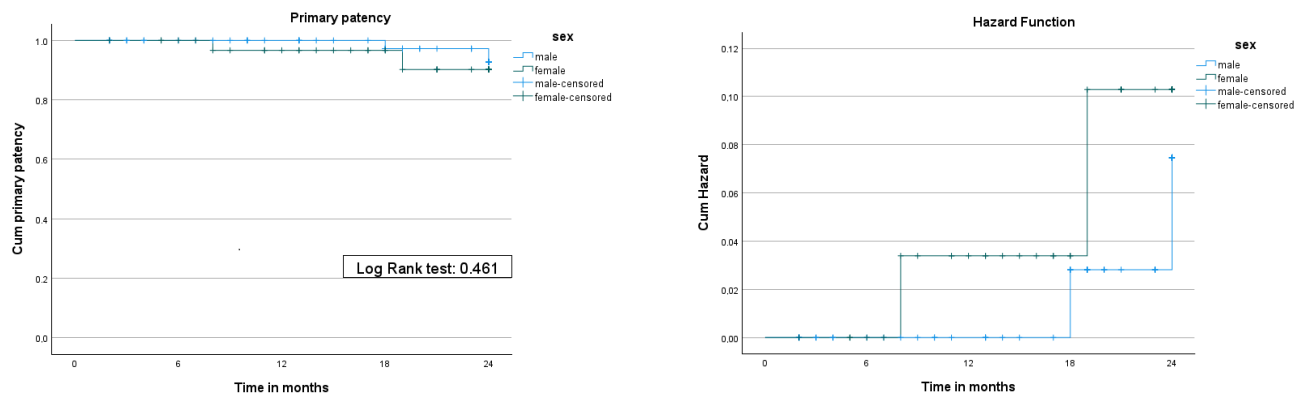 Primary patency
sex
male
female
male-censored
female-censored
Cum primary patency
1.0
0.8
0.6
0.4
0.2
0.0
Log Rank test: 0.461
0
6
12
18
24
Time in months
Hazard Function
sex
male
female
male-censored
female-censored
Cum Hazard
0,12
0,10
0,08
0,06
0,04
0,02
0,00
0
6
12
18
24
Time in months